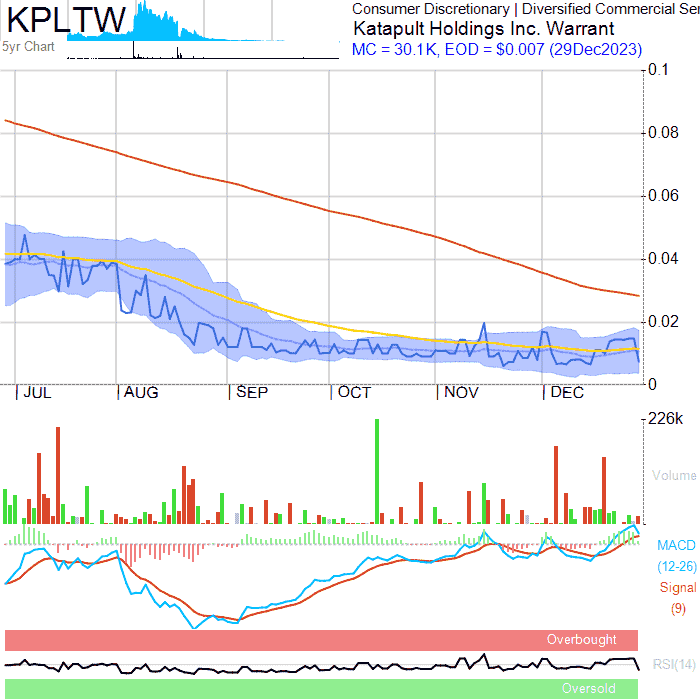 KPLTW
5yr Chart
Consumer Discretionary | Diversified Commercial Ser
Katapult Holdings Inc. Warrant
MC = 30.1K, EOD = $0.007 (29Dec2023)
0.1
0.08
0.06
0.04
0.02
0
JUL AUG SEP OCT NOV DEC
226k
Volume
MACD
(12-26)
Signal
(9)
Overbought
RSI(14)
Oversold